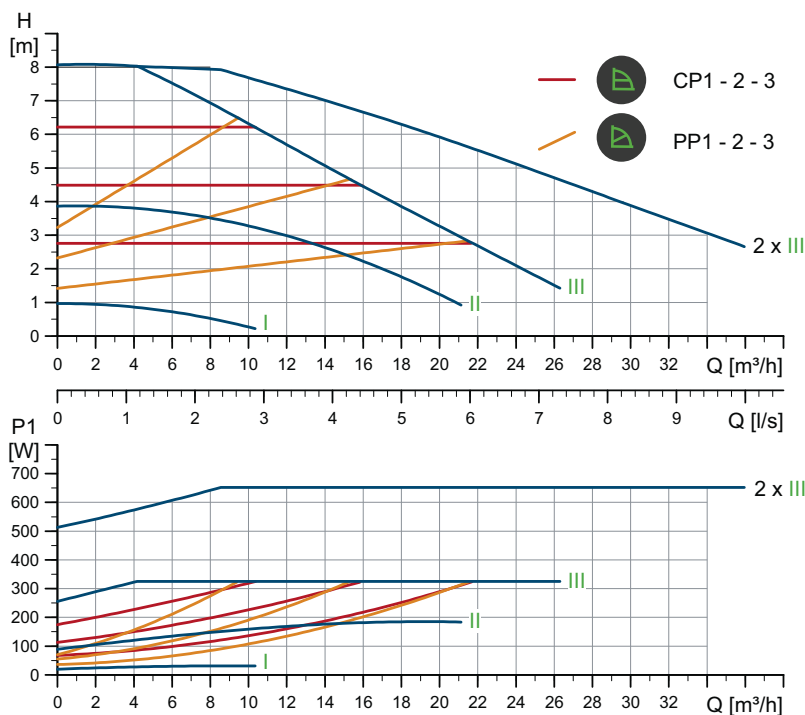 H
[m]
8
7
6
5
4
3
2
1
0
CP1 - 2 - 3
PP1 - 2 - 3
2 x III
III
II
I
0 2 4 6 8 10 12 14 16 18 20 22 24 26 28 30 32 Q [m³/h]
0 1 2 3 4 5 6 7 8 9 Q [l/s]
P1
[W]
700
600
500
400
300
200
100
0
2 x III
III
II
I
0 2 4 6 8 10 12 14 16 18 20 22 24 26 28 30 32 Q [m³/h]